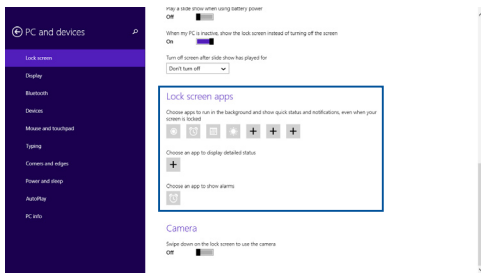 PC and devices
Lock screen
Display
Bluetooth
Devices
Mouse and touchpad
Typing
Corners and edges
Power and sleep
AutoPlay
PC info
Play a slide show when using battery power
Off
When my PC is inactive, show the lock screen instead of turning off the screen
On
Turn off screen after slide show has played for
Don't turn off
Lock screen apps
Choose apps to run in the background and show quick status and notifications, even when your
screen is locked
Choose an app to display detailed status
Choose an app to show alarms
Camera
Swipe down on the lock screen to use the camera
Off